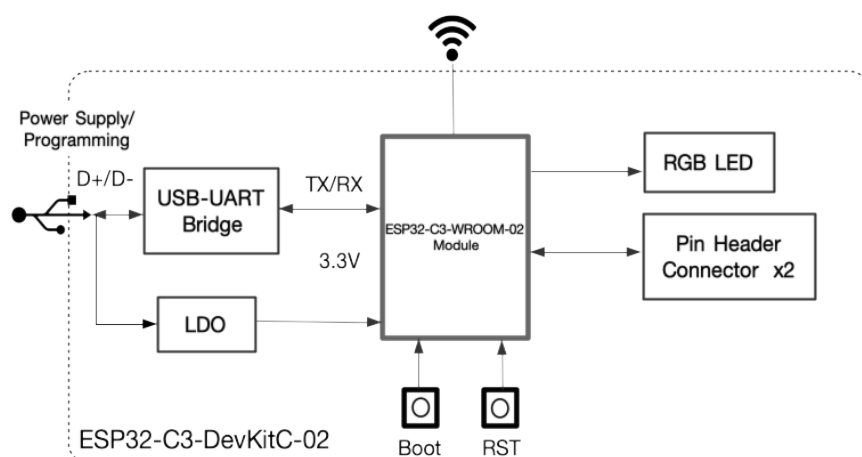 Power Supply/
Programming
D+/D-
USB-UART
Bridge
TX/RX
ESP32-C3-WROOM-02
Module
RGB LED
Pin Header
Connector x2
3.3V
LDO
Boot
RST
ESP32-C3-DevKitC-02